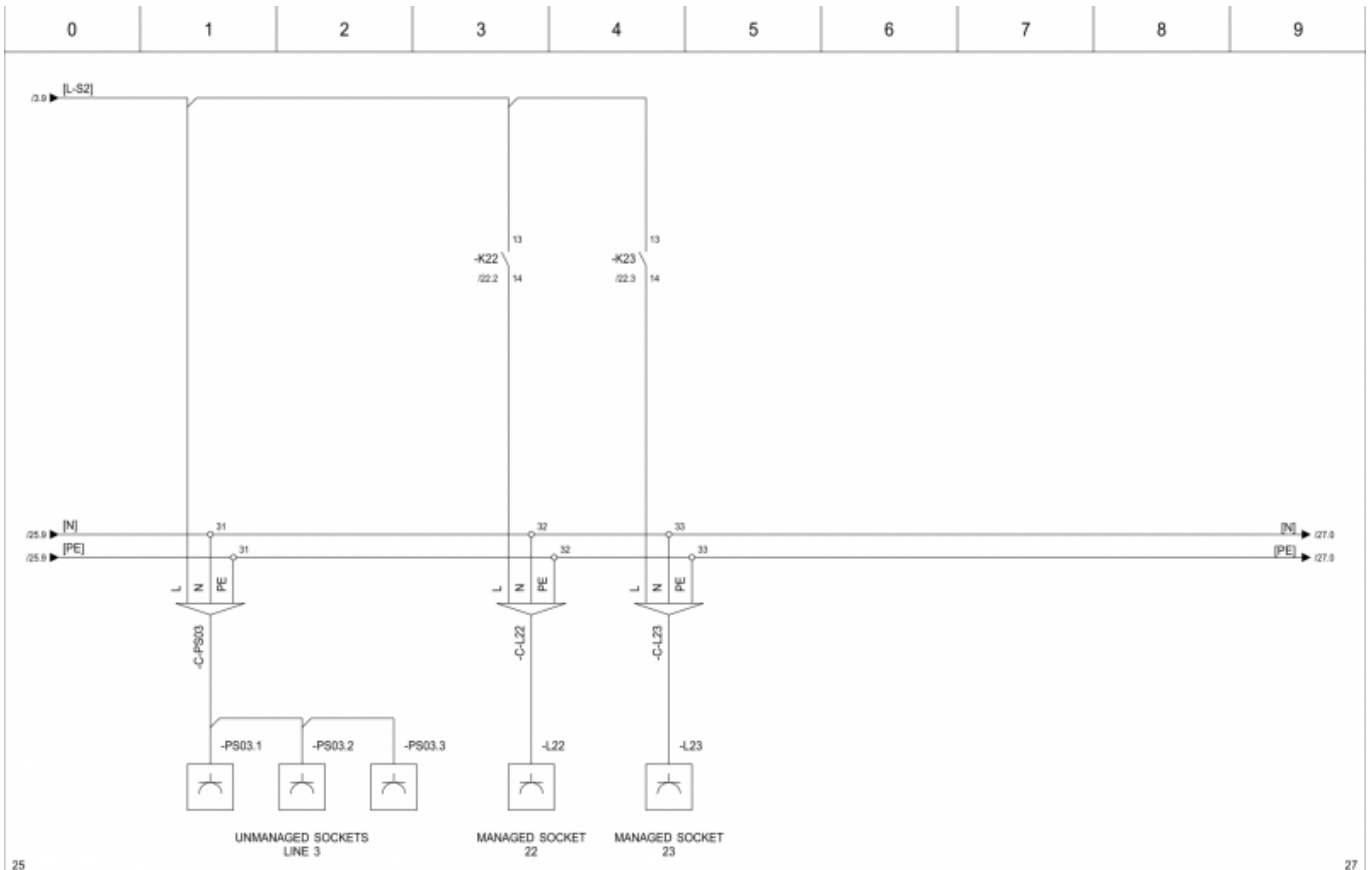 0 1 2 3 4 5 6 7 8 9
/3.9 [L-S2]
13 13
-K22 -K23
/22.2 14 /22.3 14
/25.9 [N] 31 32 33 [N] /27.0
/25.9 [PE] 31 32 33 [PE] /27.0
L N PE L N PE L N PE
-C-PS03 -C-L22 -C-L23
-PS03.1 -PS03.2 -PS03.3 -L22 -L23
UNMANAGED SOCKETS MANAGED SOCKET MANAGED SOCKET
LINE 3 22 23
25 27